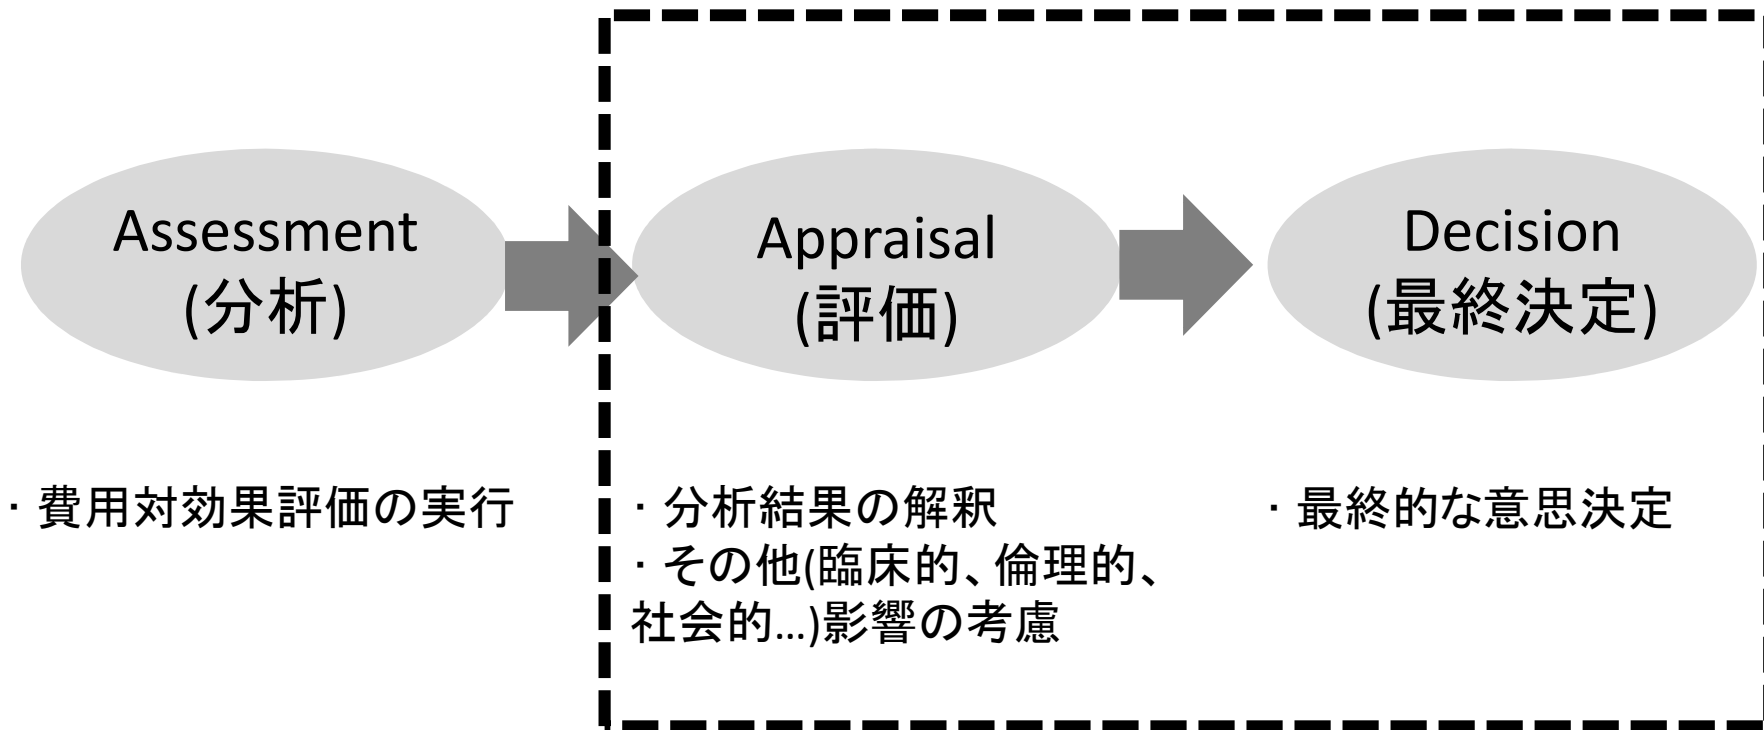 Assessment
(分析)
Appraisal
(評価)
Decision
(最終決定)
・費用対効果評価の実行
・分析結果の解釈
・その他(臨床的、倫理的、
社会的…)影響の考慮
・最終的な意思決定